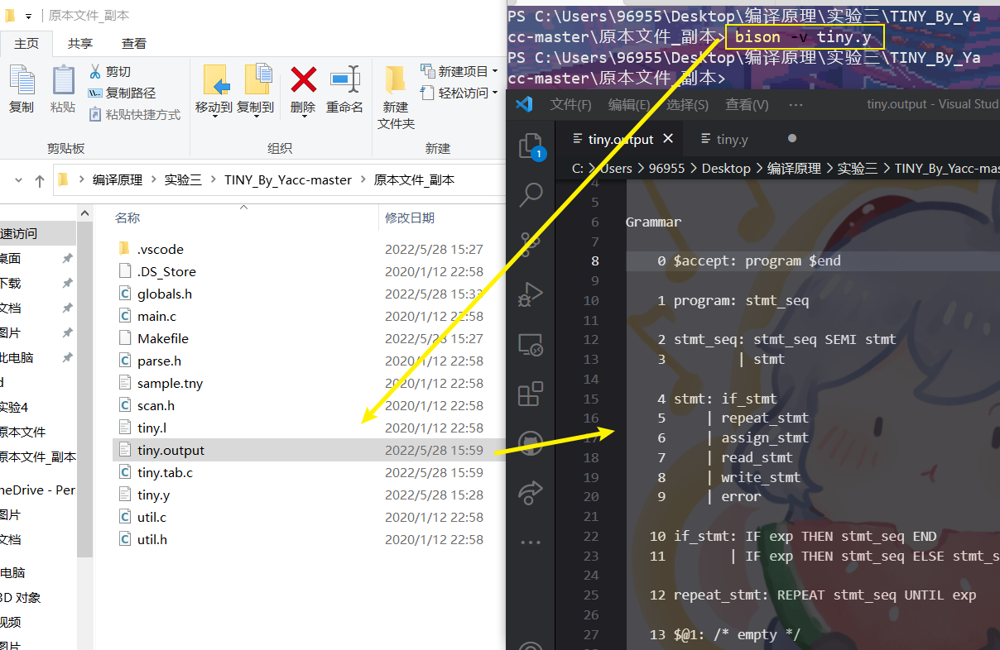 原本文件_副本
主页 共享 查看
复制
粘贴
剪切
复制路径
粘贴快捷方式
剪贴板
移动到 复制到 删除 重命名
组织
新建
文件夹
新建项目
轻松访问
新建
编译原理 实验三 TINY_By_Yacc-master 原本文件_副本
速访问
桌面
下载
文档
图片
此电脑
d
实验4
原本文件
原本文件_副本
neDrive - Per
图片
文档
电脑
3D 对象
视频
图片
名称 修改日期
.vscode 2022/5/28 15:27
.DS_Store 2020/1/12 22:58
globals.h 2022/5/28 15:33
main.c 2020/1/12 22:58
Makefile 2022/5/28 15:27
parse.h 2020/1/12 22:58
sample.tny 2020/1/12 22:58
scan.h 2020/1/12 22:58
tiny.l 2020/1/12 22:58
tiny.output 2022/5/28 15:59
tiny.tab.c 2022/5/28 15:59
tiny.y 2022/5/28 15:28
util.c 2020/1/12 22:58
util.h 2020/1/12 22:58
PS C:\Users\96955\Desktop\编译原理\实验三\TINY_By_Ya
cc-master\原本文件_副本> bison -v tiny.y
PS C:\Users\96955\Desktop\编译原理\实验三\TINY_By_Ya
cc-master\原本文件_副本>
文件(F) 编辑(E) 选择(S) 查看(V) ··· tiny.output - Visual Stud
1
tiny.output tiny.y
C: > Users > 96955 > Desktop > 编译原理 > 实验三 > TINY_By_Yacc-mas
4
5
6 Grammar
7
8 0 $accept: program $end
9
10 1 program: stmt_seq
11
12 2 stmt_seq: stmt_seq SEMI stmt
13 3 | stmt
14
15 4 stmt: if_stmt
16 5 | repeat_stmt
17 6 | assign_stmt
18 7 | read_stmt
19 8 | write_stmt
20 9 | error
21
22 10 if_stmt: IF exp THEN stmt_seq END
23 11 | IF exp THEN stmt_seq ELSE stmt_s
24
25 12 repeat_stmt: REPEAT stmt_seq UNTIL exp
26
27 13 $@1: /* empty */